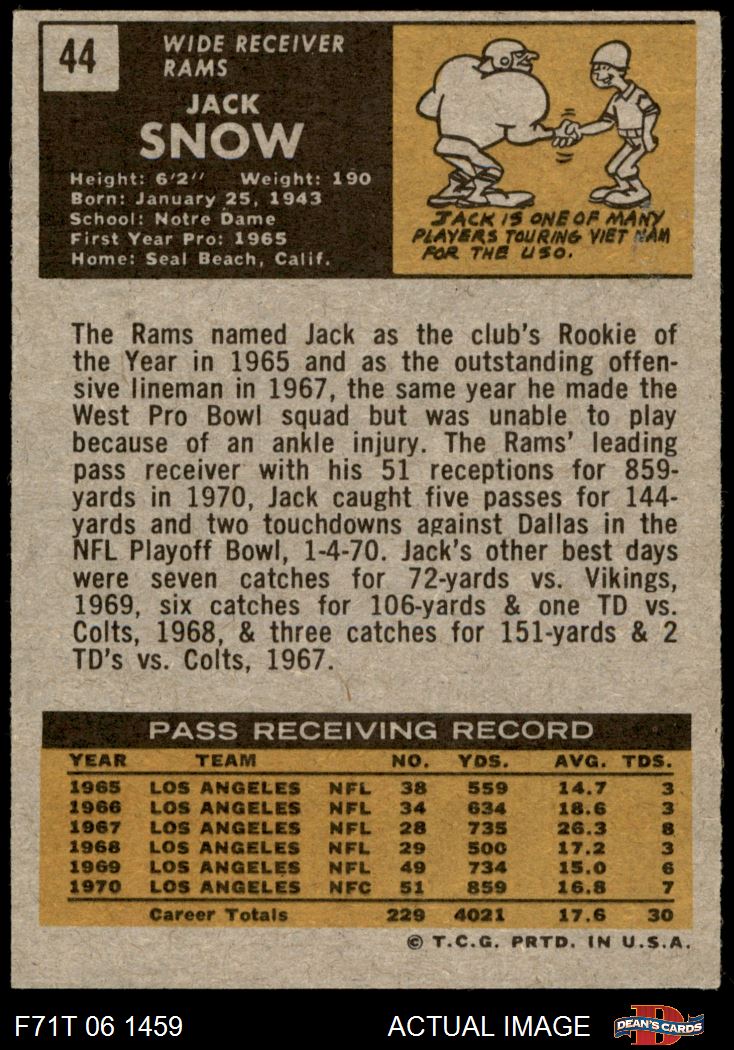 44
WIDE RECEIVER
RAMS
JACK
SNOW
Height: 6'2" Weight: 190
Born: January 25, 1943
School: Notre Dame
First Year Pro: 1965
Home: Seal Beach, Calif.
JACK IS ONE OF MANY
PLAYERS TOURING VIET NAM
FOR THE USO.
The Rams named Jack as the club's Rookie of
the Year in 1965 and as the outstanding offen-
sive lineman in 1967, the same year he made the
West Pro Bowl squad but was unable to play
because of an ankle injury. The Rams' leading
pass receiver with his 51 receptions for 859-
yards in 1970, Jack caught five passes for 144-
yards and two touchdowns against Dallas in the
NFL Playoff Bowl, 1-4-70. Jack's other best days
were seven catches for 72-yards vs. Vikings,
1969, six catches for 106-yards & one TD vs.
Colts, 1968, & three catches for 151-yards & 2
TD's vs. Colts, 1967.
PASS RECEIVING RECORD
YEAR TEAM NO. YDS. AVG. TDS.
1965 LOS ANGELES NFL 38 559 14.7 3
1966 LOS ANGELES NFL 34 634 18.6 3
1967 LOS ANGELES NFL 28 735 26.3 8
1968 LOS ANGELES NFL 29 500 17.2 3
1969 LOS ANGELES NFL 49 734 15.0 6
1970 LOS ANGELES NFC 51 859 16.8 7
Career Totals 229 4021 17.6 30
© T.C.G. PRTD. IN U.S.A.
F71T 06 1459 ACTUAL IMAGE D DEAN'S CARDS